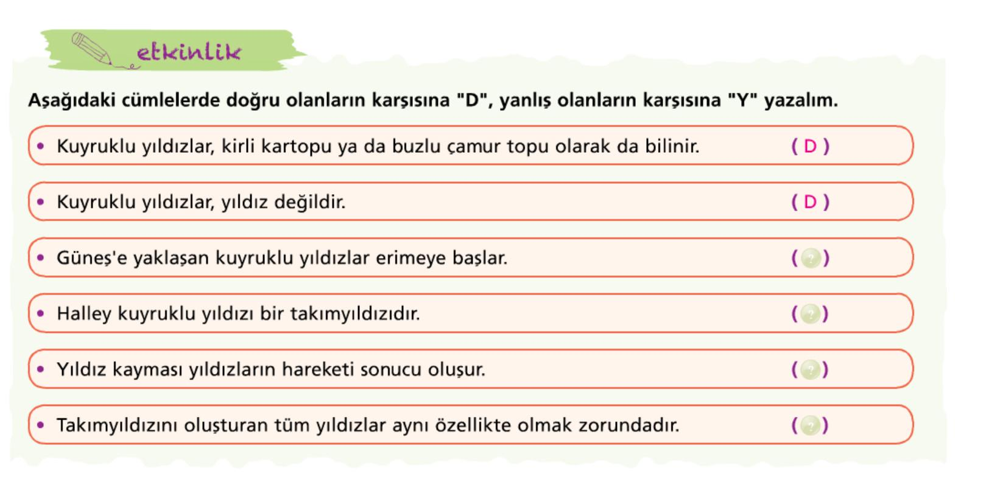 etkinlik
Aşağıdaki cümlelerde doğru olanların karşısına "D", yanlış olanların karşısına "Y" yazalım.
• Kuyruklu yıldızlar, kirli kartopu ya da buzlu çamur topu olarak da bilinir. ( D )
• Kuyruklu yıldızlar, yıldız değildir. ( D )
• Güneş'e yaklaşan kuyruklu yıldızlar erimeye başlar. ( ? )
• Halley kuyruklu yıldızı bir takımyıldızıdır. ( ? )
• Yıldız kayması yıldızların hareketi sonucu oluşur. ( ? )
• Takımyıldızını oluşturan tüm yıldızlar aynı özellikte olmak zorundadır. ( ? )